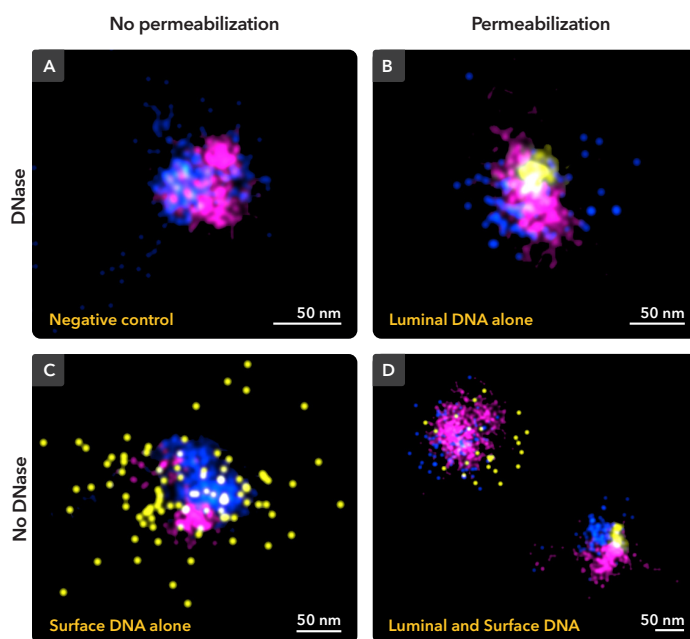 No permeabilization
Permeabilization
DNase
A
50 nm
Negative control
B
50 nm
Luminal DNA alone
No DNase
C
50 nm
Surface DNA alone
D
50 nm
Luminal and Surface DNA